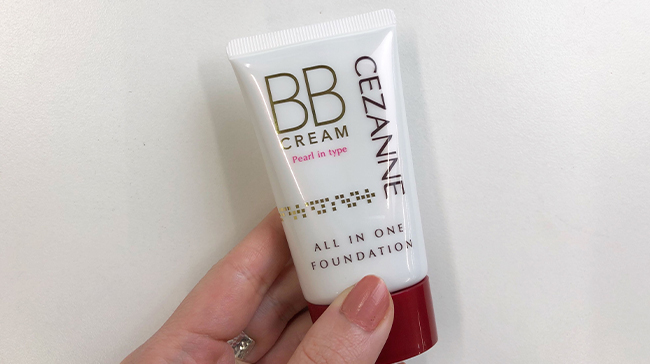 BB
CREAM
Pearl in type
CEZANNE
ALL IN ONE
FOUNDATION